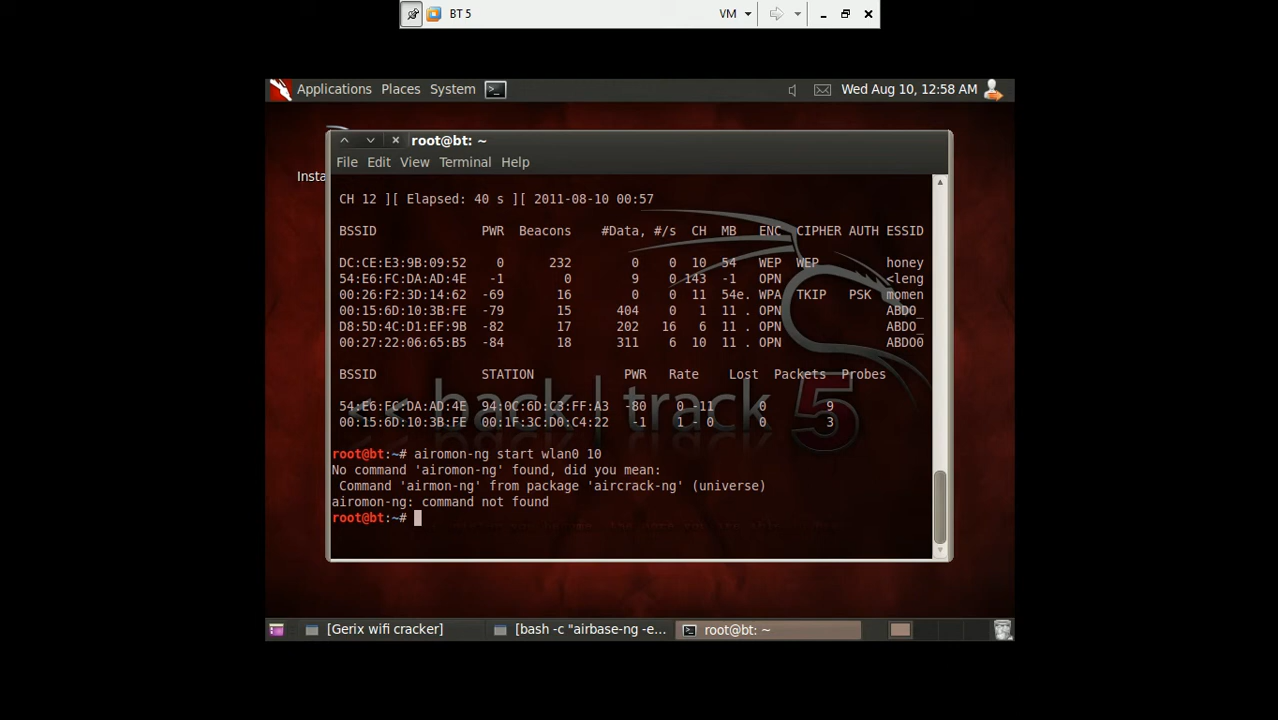 BT 5 VM
Applications Places System Wed Aug 10, 12:58 AM
root@bt: ~
File Edit View Terminal Help
Insta
CH 12 ][ Elapsed: 40 s ][ 2011-08-10 00:57
BSSID PWR Beacons #Data, #/s CH MB ENC CIPHER AUTH ESSID
DC:CE:E3:9B:09:52 0 232 0 0 10 54 WEP WEP honey
54:E6:FC:DA:AD:4E -1 0 9 0 143 -1 OPN <leng
00:26:F2:3D:14:62 -69 16 0 0 11 54e. WPA TKIP PSK momen
00:15:6D:10:3B:FE -79 15 404 0 1 11 . OPN ABDO_
D8:5D:4C:D1:EF:9B -82 17 202 16 6 11 . OPN ABDO_
00:27:22:06:65:B5 -84 18 311 6 10 11 . OPN ABDO0
BSSID STATION PWR Rate Lost Packets Probes
54:E6:FC:DA:AD:4E 94:0C:6D:C3:FF:A3 -80 0 -11 0 9
00:15:6D:10:3B:FE 00:1F:3C:D0:C4:22 -1 1 - 0 0 3
<< back | track 5
root@bt:~# airomon-ng start wlan0 10
No command 'airomon-ng' found, did you mean:
Command 'airmon-ng' from package 'aircrack-ng' (universe)
airomon-ng: command not found
root@bt:~#
[Gerix wifi cracker] [bash -c "airbase-ng -e... root@bt: ~